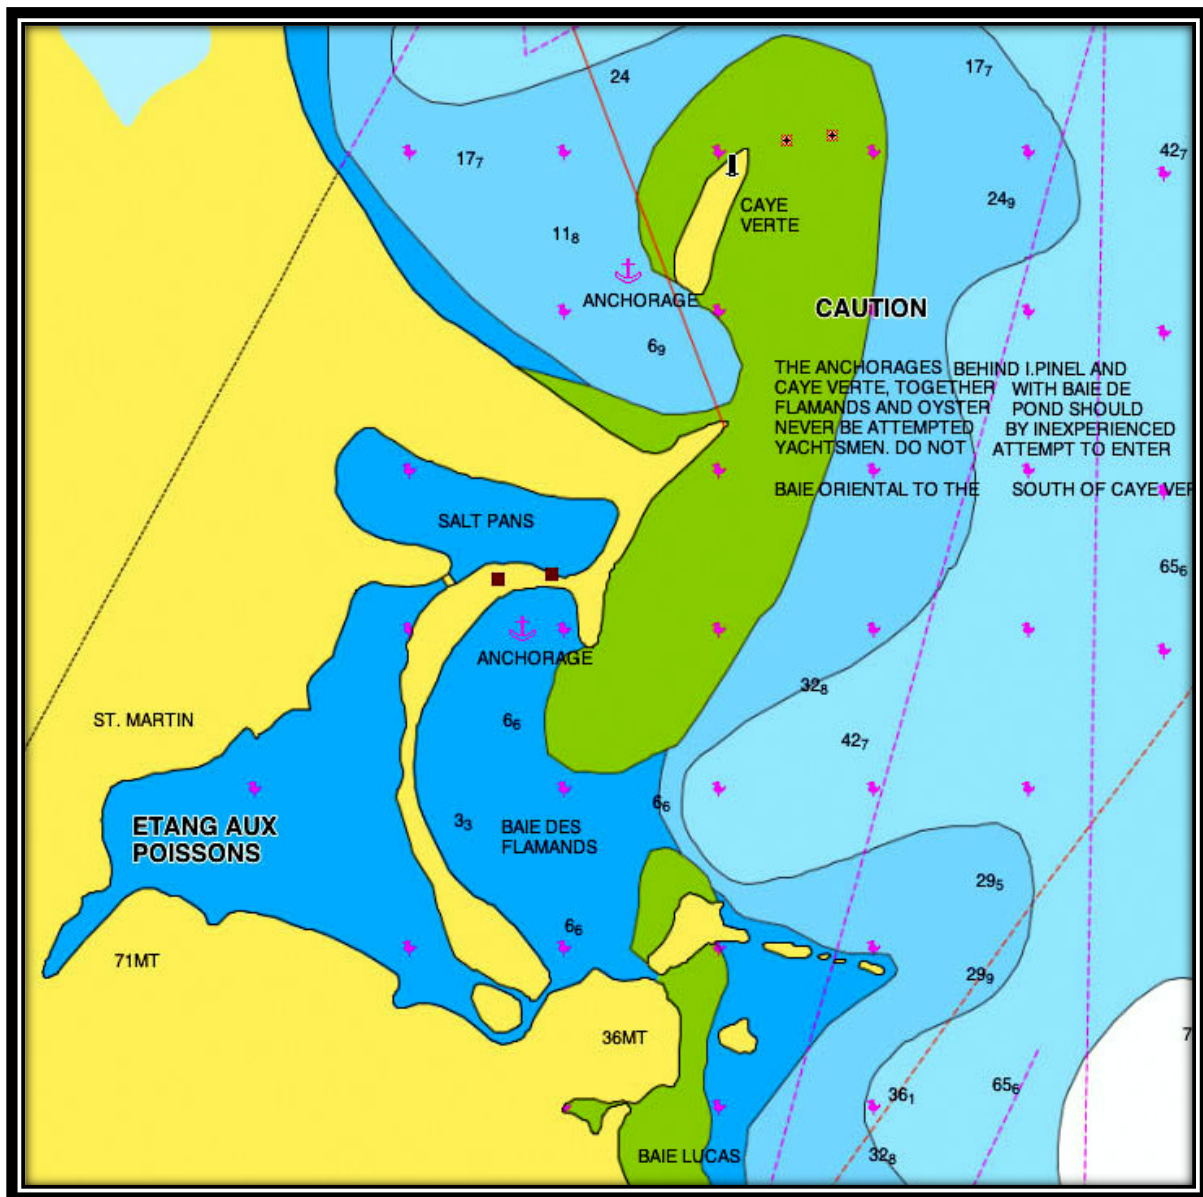 24
17₇
42₇
17₇
24₉
CAYE
VERTE
11₈
ANCHORAGE
CAUTION
6₉
THE ANCHORAGES BEHIND I.PINEL AND
CAYE VERTE, TOGETHER WITH BAIE DE
FLAMANDS AND OYSTER POND SHOULD
NEVER BE ATTEMPTED BY INEXPERIENCED
YACHTSMEN. DO NOT ATTEMPT TO ENTER
BAIE ORIENTAL TO THE SOUTH OF CAYE VER
SALT PANS
65₆
ANCHORAGE
32₈
ST. MARTIN
6₆
42₇
6₆
3₃
ETANG AUX
POISSONS
BAIE DES
FLAMANDS
29₅
6₆
71MT
29₉
36MT
7
65₆
36₁
BAIE LUCAS
32₈